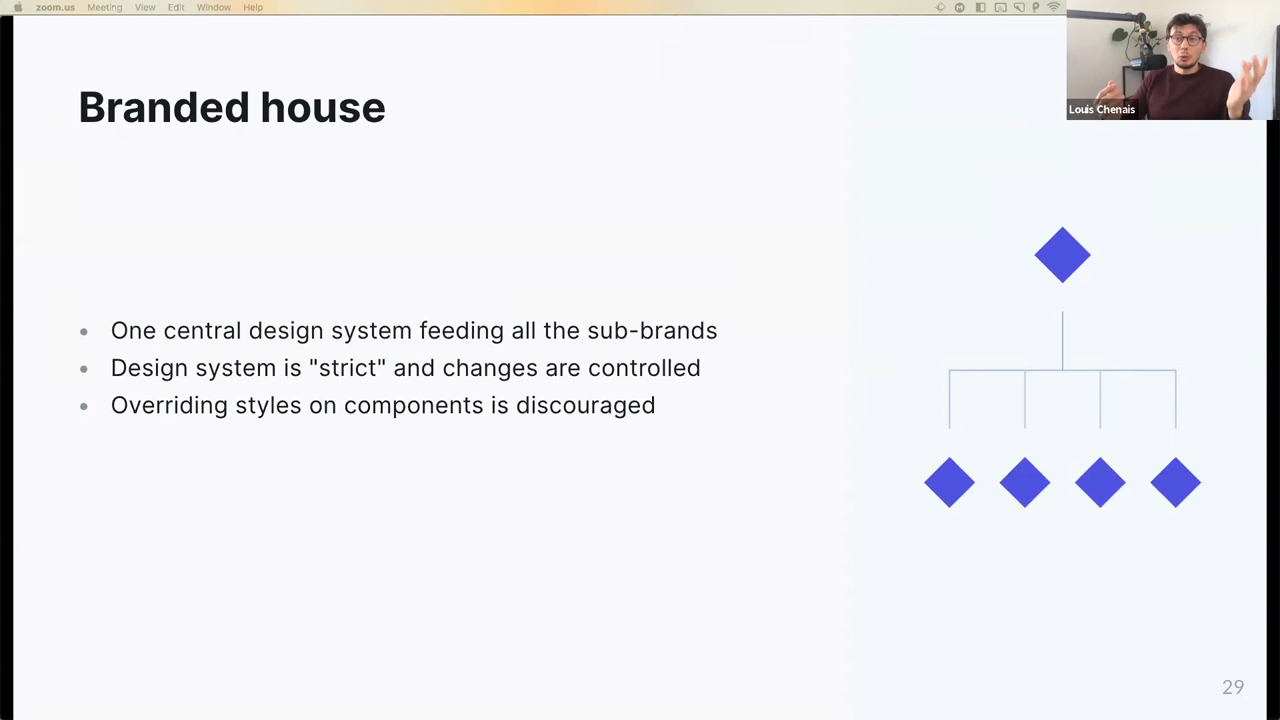 zoom.us Meeting View Edit Window Help
Louis Chenais
Branded house
• One central design system feeding all the sub-brands
• Design system is "strict" and changes are controlled
• Overriding styles on components is discouraged
29